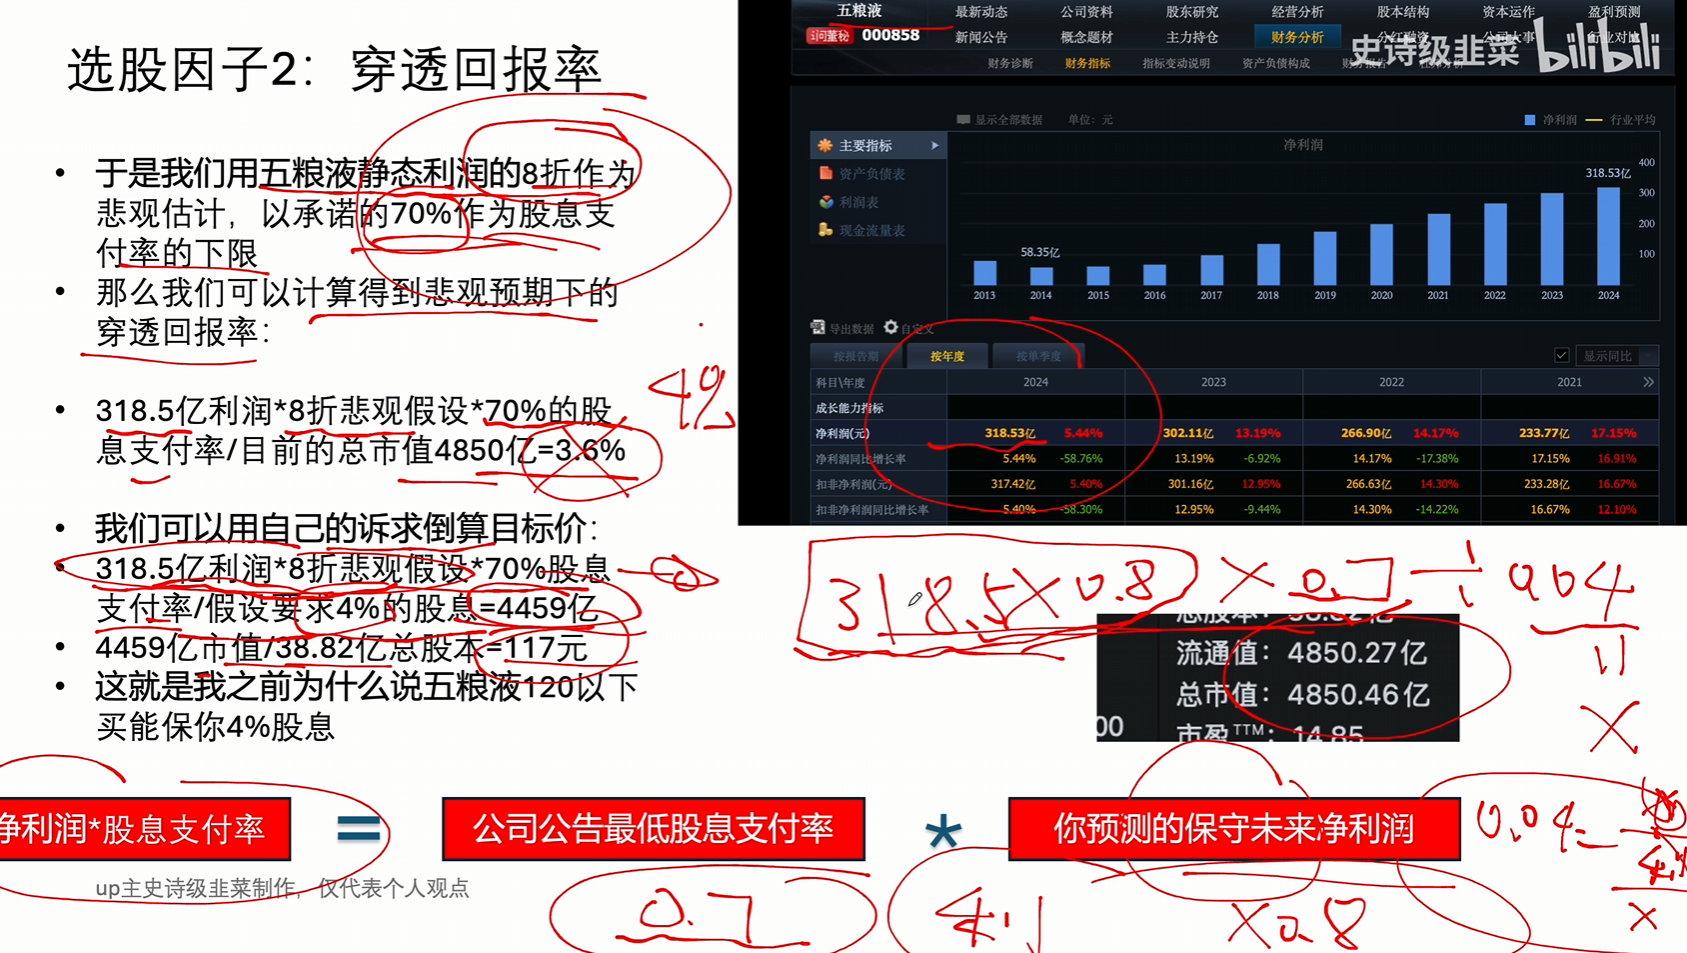 选股因子2：穿透回报率
于是我们用五粮液静态利润的8折作为
悲观估计，以承诺的70%作为股息支
付率的下限
那么我们可以计算得到悲观预期下的
穿透回报率：
318.5亿利润*8折悲观假设*70%的股
息支付率/目前的总市值4850亿=3.6%
4%
我们可以用自己的诉求倒算目标价：
318.5亿利润*8折悲观假设*70%股息
支付率/假设要求4%的股息=4459亿
4459亿市值/38.82亿总股本=117元
这就是我之前为什么说五粮液120以下
买能保你4%股息
五粮液 最新动态 公司资料 股东研究 经营分析 股本结构 资本运作 盈利预测
问董秘 000858 新闻公告 概念题材 主力持仓 财务分析 分红融资 公司大事 行业对比
史诗级韭菜 bilibili
财务诊断 财务指标 指标变动说明 资产负债构成 财务报告
显示全部数据 单位：元 净利润 行业平均
主要指标
资产负债表
利润表
现金流量表
净利润
400
300
200
100
58.35亿
318.53亿
2013 2014 2015 2016 2017 2018 2019 2020 2021 2022 2023 2024
导出数据 自定义
按报告期 按年度 按单季度 显示同比
科目\年度 2024 2023 2022 2021
成长能力指标
净利润(元) 318.53亿 5.44% 302.11亿 13.19% 266.90亿 14.17% 233.77亿 17.15%
净利润同比增长率 5.44% -58.76% 13.19% -6.92% 14.17% -17.38% 17.15% 16.91%
扣非净利润(元) 317.42亿 5.40% 301.16亿 12.95% 266.63亿 14.30% 233.28亿 16.67%
扣非净利润同比增长率 5.40% -58.30% 12.95% -9.44% 14.30% -14.22% 16.67% 12.10%
318.5×0.8×0.7÷0.04
=
x
流通值：4850.27亿
总市值：4850.46亿
00 市盈TTM：14.85
净利润*股息支付率 = 公司公告最低股息支付率 * 你预测的保守未来净利润
0.04=
x
up主史诗级韭菜制作，仅代表个人观点
0.7
×0.8